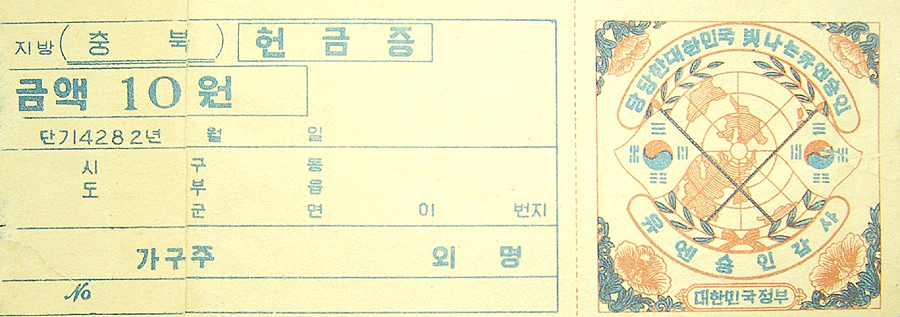 지방 (충 북) 헌 금 증
금액 10 원
단기4282년 월 일
시 구 동
도 부 읍
군 면 이 번지
가구주 외 명
No
당당한대한민국 빛나는유엔승인
유엔승인감사
대한민국정부